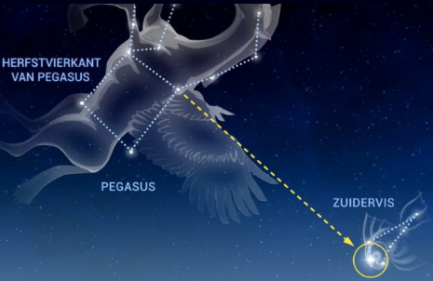 HERFSTVIERKANT
VAN PEGASUS
PEGASUS
ZUIDERVIS